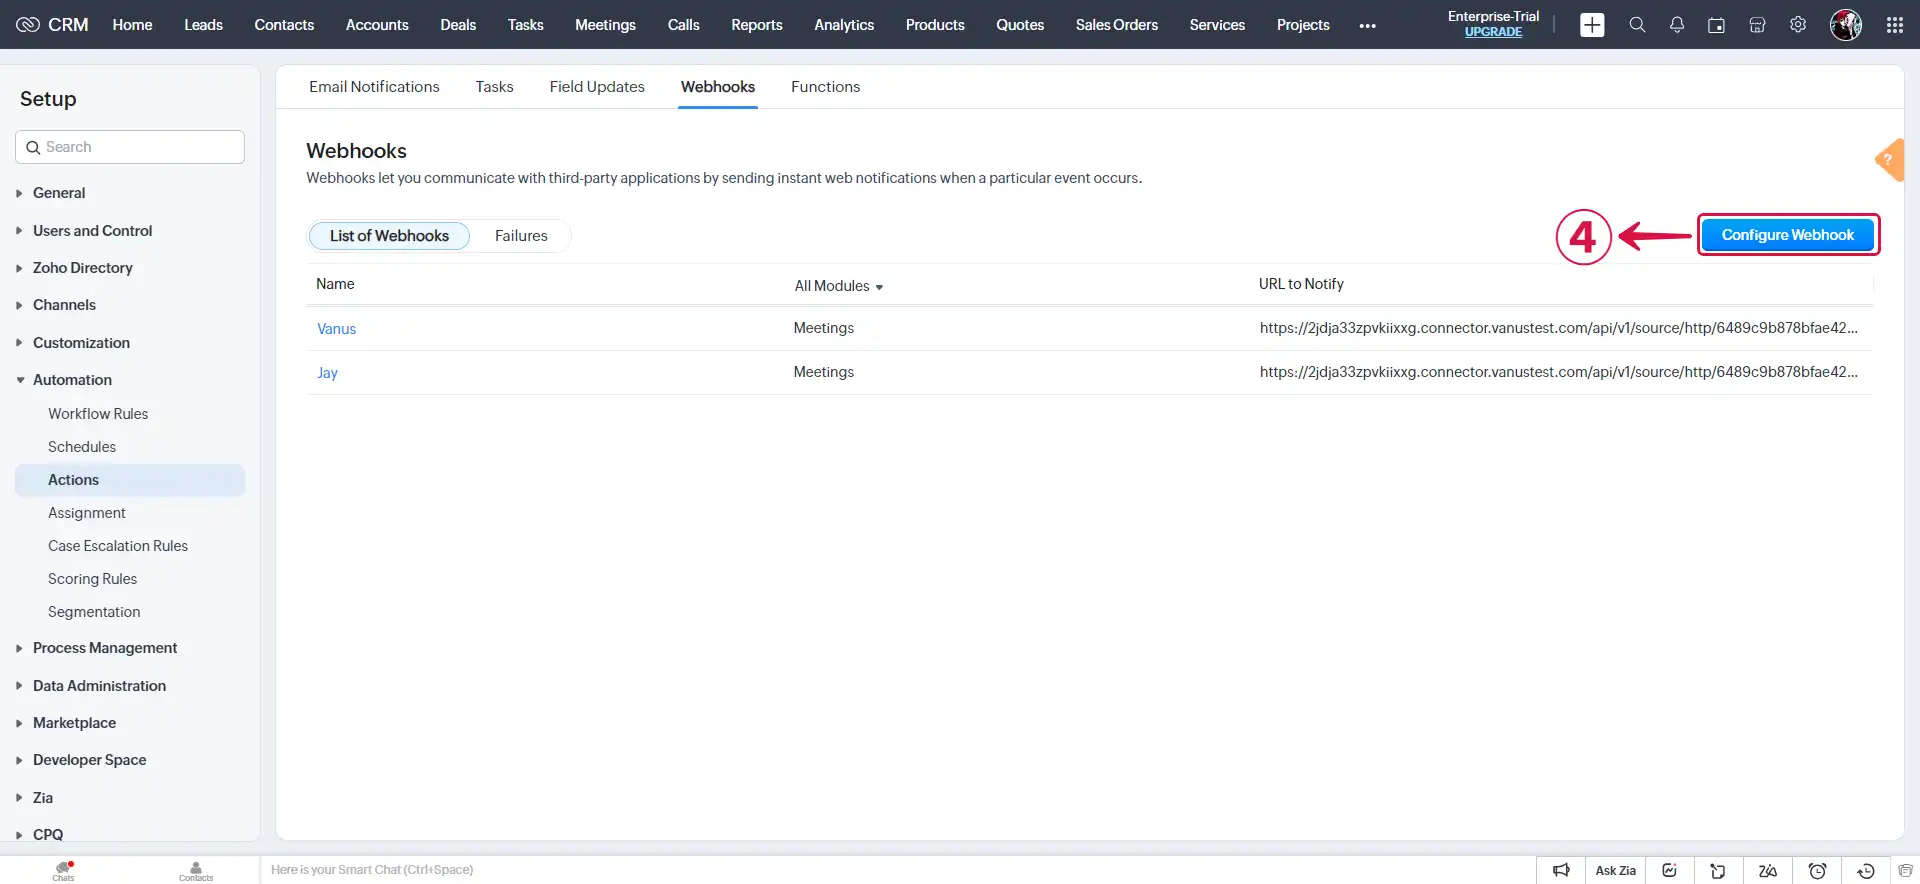 CRM Home Leads Contacts Accounts Deals Tasks Meetings Calls Reports Analytics Products Quotes Sales Orders Services Projects ••• Enterprise-Trial
UPGRADE
Setup
Search
General
Users and Control
Zoho Directory
Channels
Customization
Automation
Workflow Rules
Schedules
Actions
Assignment
Case Escalation Rules
Scoring Rules
Segmentation
Process Management
Data Administration
Marketplace
Developer Space
Zia
CPQ
Email Notifications Tasks Field Updates Webhooks Functions
Webhooks
Webhooks let you communicate with third-party applications by sending instant web notifications when a particular event occurs.
?
List of Webhooks Failures 4 Configure Webhook
Name All Modules URL to Notify
Vanus Meetings https://2jdja33zpvkiixxg.connector.vanustest.com/api/v1/source/http/6489c9b878bfae42...
Jay Meetings https://2jdja33zpvkiixxg.connector.vanustest.com/api/v1/source/http/6489c9b878bfae42...
Chats Contacts Here is your Smart Chat (Ctrl+Space) Ask Zia